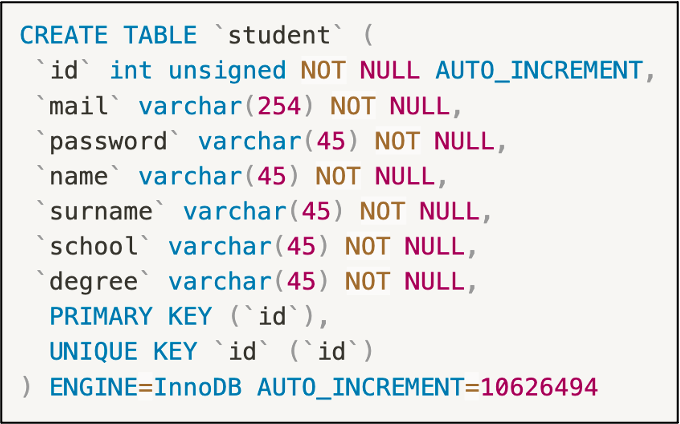 CREATE TABLE `student` (
`id` int unsigned NOT NULL AUTO_INCREMENT,
`mail` varchar(254) NOT NULL,
`password` varchar(45) NOT NULL,
`name` varchar(45) NOT NULL,
`surname` varchar(45) NOT NULL,
`school` varchar(45) NOT NULL,
`degree` varchar(45) NOT NULL,
PRIMARY KEY (`id`),
UNIQUE KEY `id` (`id`)
) ENGINE=InnoDB AUTO_INCREMENT=10626494